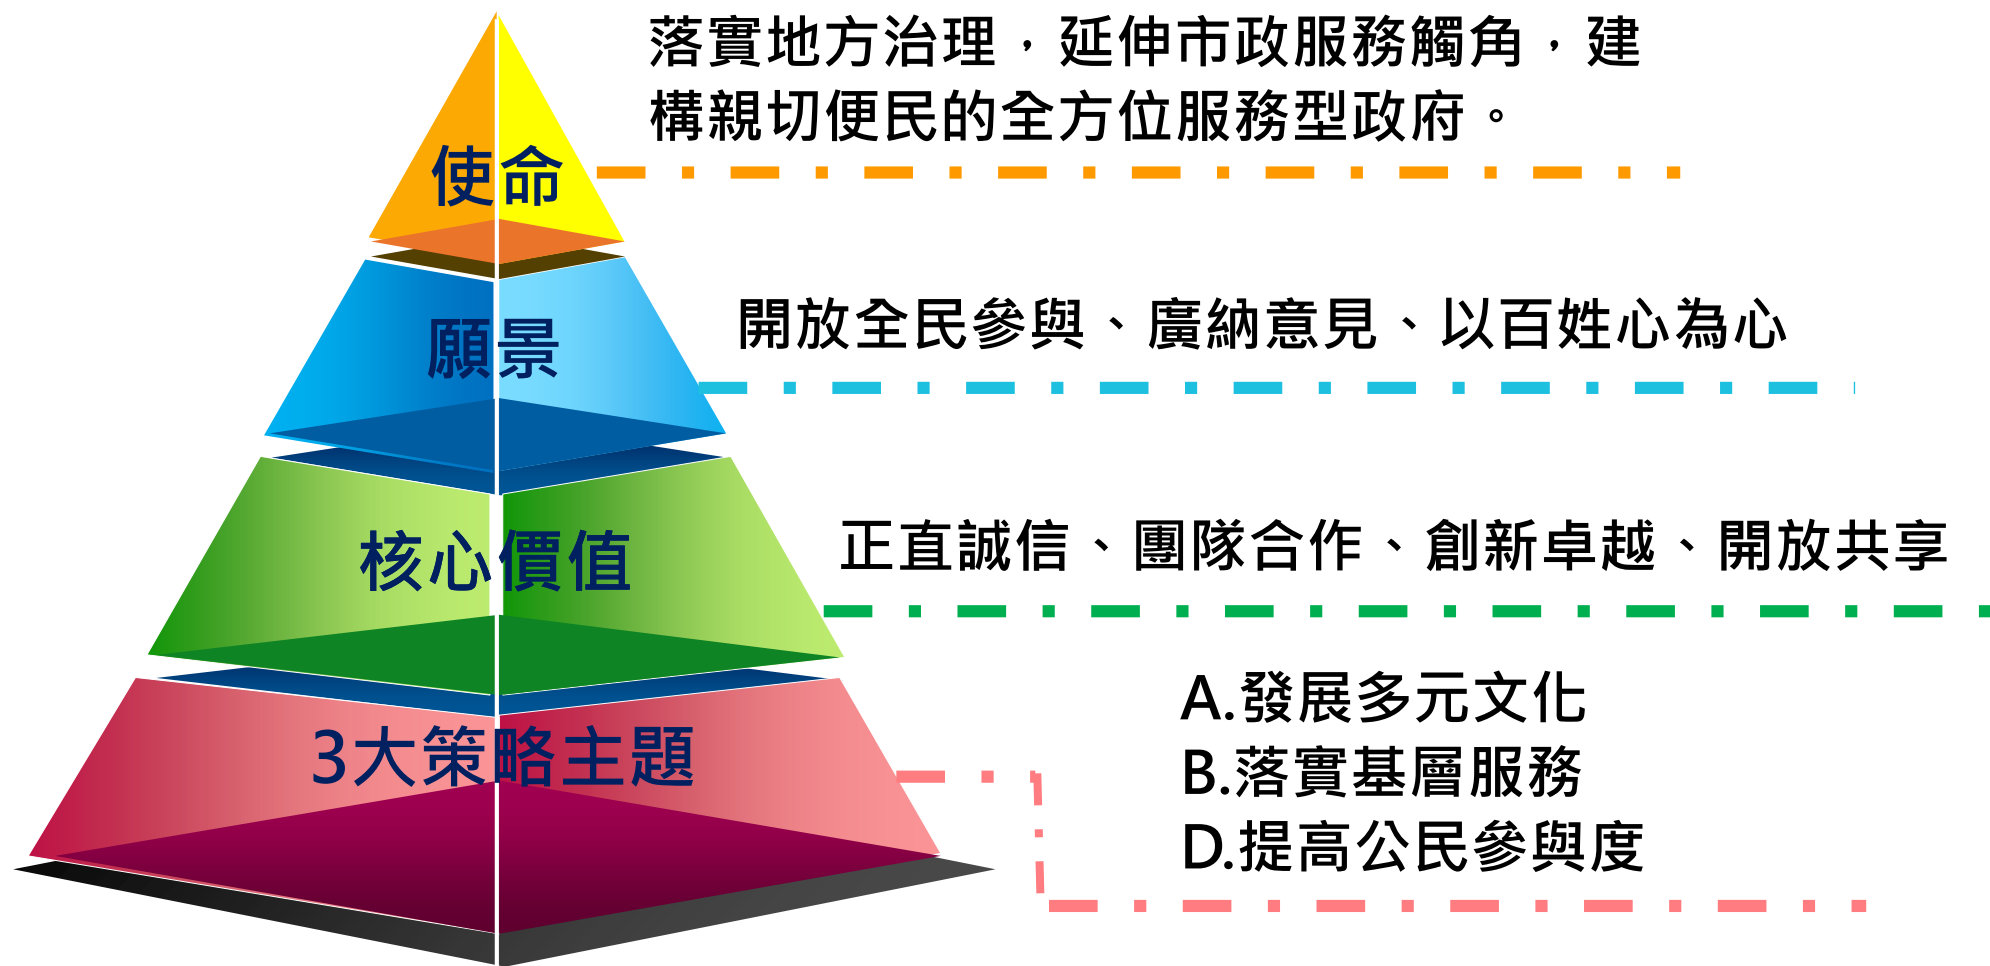 落實地方治理，延伸市政服務觸角，建
構親切便民的全方位服務型政府。
使命
開放全民參與、廣納意見、以百姓心為心
願景
正直誠信、團隊合作、創新卓越、開放共享
核心價值
A.發展多元文化
3大策略主題
B.落實基層服務
D.提高公民參與度